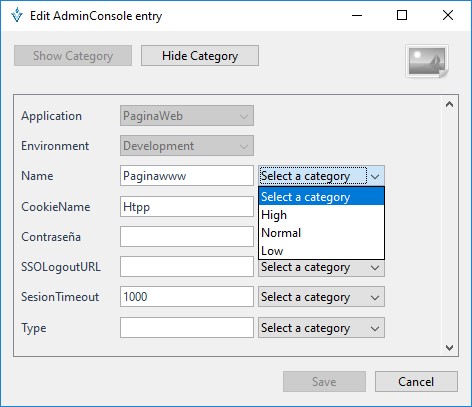 Edit AdminConsole entry
Show Category Hide Category
Application PaginaWeb
Environment Development
Name Paginawww Select a category
Select a category
CookieName Htpp High
Normal
Contraseña
Low
SSOLogoutURL Select a category
SesionTimeout 1000 Select a category
Type Select a category
Save Cancel